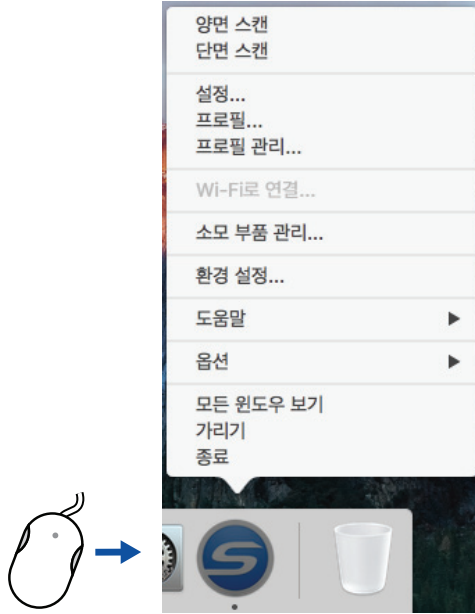 양면 스캔
단면 스캔
설정...
프로필...
프로필 관리...
Wi-Fi로 연결...
소모 부품 관리...
환경 설정...
도움말
옵션
모든 윈도우 보기
가리기
종료